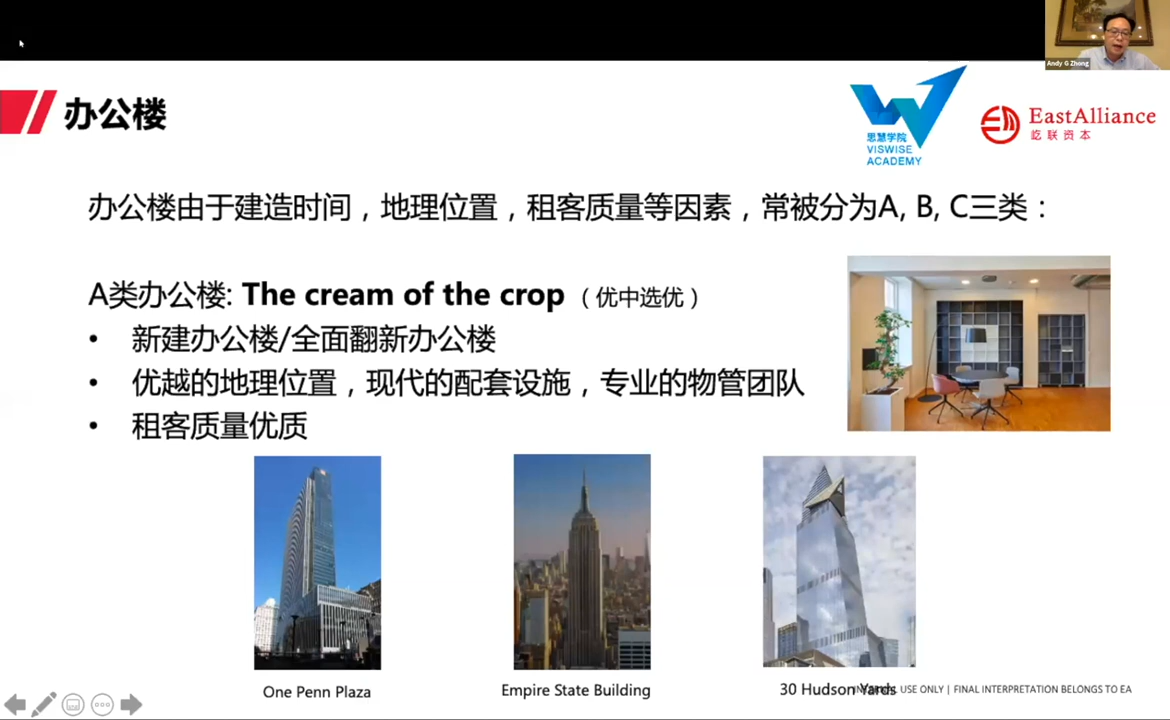 Andy G Zhong
办公楼
思慧学院
VISWISE
ACADEMY
EastAlliance
屹联资本
办公楼由于建造时间，地理位置，租客质量等因素，常被分为A, B, C三类：
A类办公楼: The cream of the crop （优中选优）
• 新建办公楼/全面翻新办公楼
• 优越的地理位置，现代的配套设施，专业的物管团队
• 租客质量优质
One Penn Plaza
Empire State Building
30 Hudson Yards
USE ONLY | FINAL INTERPRETATION BELONGS TO EA